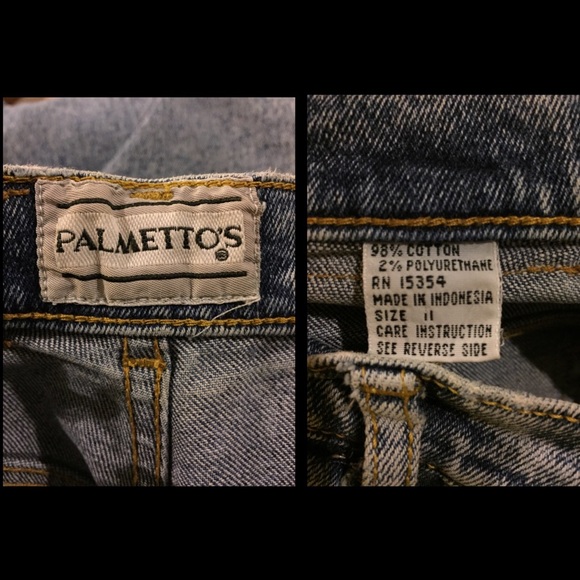 PALMETTO'S ®
98% COTTON
2% POLYURETHANE
RN 15354
MADE IN INDONESIA
SIZE 11
CARE INSTRUCTION
SEE REVERSE SIDE